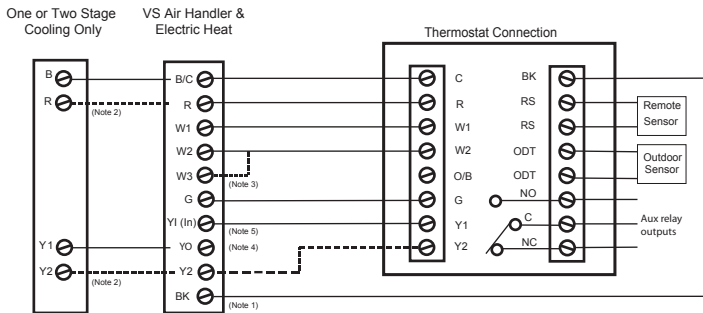 One or Two Stage
Cooling Only
VS Air Handler &
Electric Heat
Thermostat Connection
B
R
(Note 2)
Y1
Y2
(Note 2)
B/C
R
W1
W2
W3
(Note 3)
G
YI (In)
(Note 5)
YO
(Note 4)
Y2
BK
(Note 1)
C
R
W1
W2
O/B
G
Y1
Y2
BK
RS
RS
ODT
ODT
NO
C
NC
Remote
Sensor
Outdoor
Sensor
Aux relay
outputs